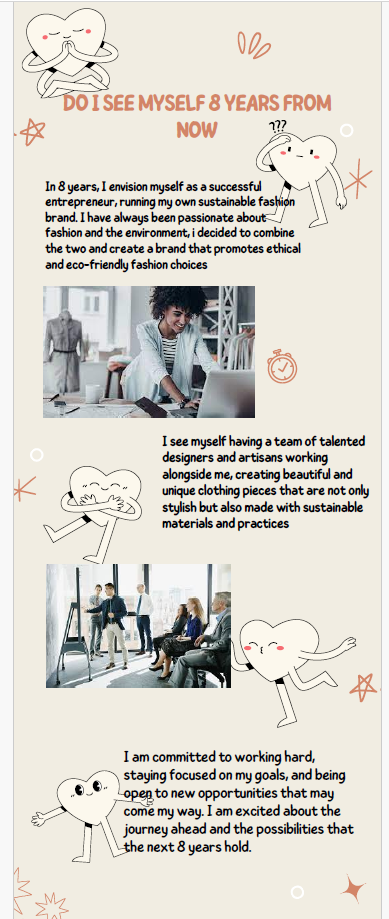 DO I SEE MYSELF 8 YEARS FROM
NOW
???
In 8 years, I envision myself as a successful
entrepreneur, running my own sustainable fashion
brand. I have always been passionate about
fashion and the environment, i decided to combine
the two and create a brand that promotes ethical
and eco-friendly fashion choices
I see myself having a team of talented
designers and artisans working
alongside me, creating beautiful and
unique clothing pieces that are not only
stylish but also made with sustainable
materials and practices
I am committed to working hard,
staying focused on my goals, and being
open to new opportunities that may
come my way. I am excited about the
journey ahead and the possibilities that
the next 8 years hold.